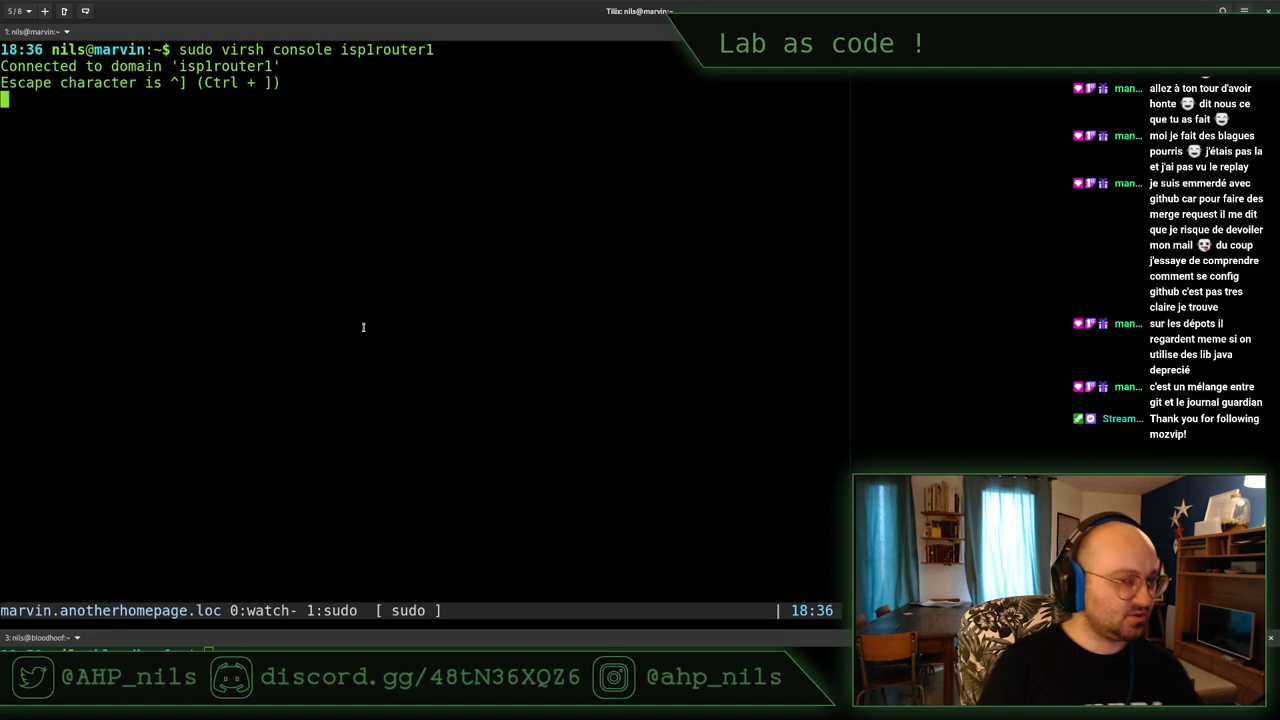 5 / 8
Tilix: nils@marvin:~
1: nils@marvin:~
18:36 nils@marvin:~$ sudo virsh console isp1router1
Connected to domain 'isp1router1'
Escape character is ^] (Ctrl + ])
marvin.anotherhomepage.loc 0:watch- 1:sudo [ sudo ] | 18:36
3: nils@bloodhoof:~
Lab as code !
man... allez à ton tour d'avoir
honte dit nous ce
que tu as fait
man... moi je fait des blagues
pourris j'étais pas la
et j'ai pas vu le replay
man... je suis emmerdé avec
github car pour faire des
merge request il me dit
que je risque de devoiler
mon mail du coup
j'essaye de comprendre
comment se config
github c'est pas tres
claire je trouve
man... sur les dépots il
regardent meme si on
utilise des lib java
deprecié
man... c'est un mélange entre
git et le journal guardian
Stream... Thank you for following
mozvip!
@AHP_nils discord.gg/48tN36XQZ6 @ahp_nils